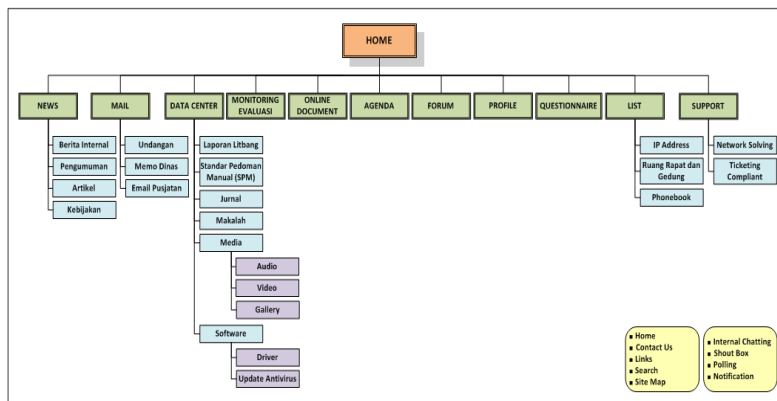 HOME
NEWS
MAIL
DATA CENTER
MONITORING
EVALUASI
ONLINE
DOCUMENT
AGENDA
FORUM
PROFILE
QUESTIONNAIRE
LIST
SUPPORT
Berita Internal
Pengumuman
Artikel
Kebijakan
Undangan
Memo Dinas
Email Pusjatan
Laporan Litbang
Standar Pedoman
Manual (SPM)
Jurnal
Makalah
Media
Audio
Video
Gallery
Software
Driver
Update Antivirus
IP Address
Ruang Rapat dan
Gedung
Phonebook
Network Solving
Ticketing
Compliant
▪ Home
▪ Contact Us
▪ Links
▪ Search
▪ Site Map
▪ Internal Chatting
▪ Shout Box
▪ Polling
▪ Notification